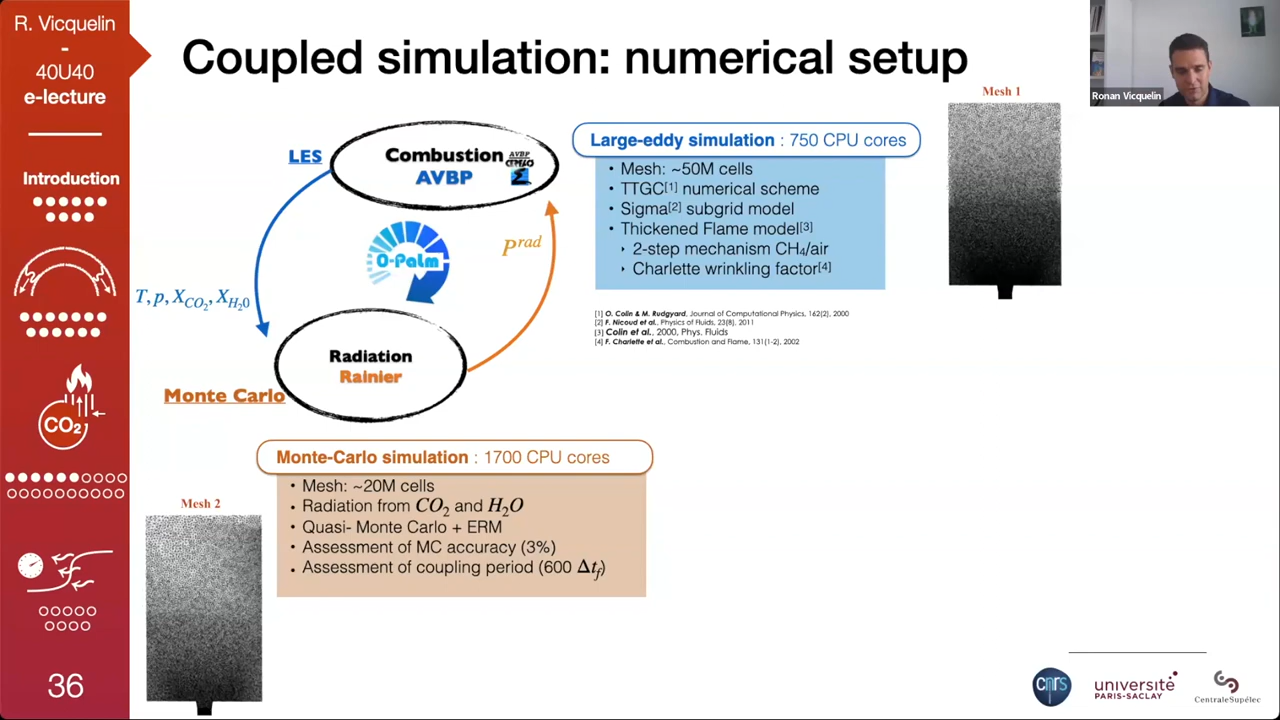 R. Vicquelin
-
40U40
e-lecture
Introduction
CO₂
36
Coupled simulation: numerical setup
Ronan Vicquelin
LES
Combustion
AVBP
AVBP
CERFACS
O-Palm
P^rad
T, p, X_CO₂, X_H₂0
Radiation
Rainier
Monte Carlo
Large-eddy simulation : 750 CPU cores
• Mesh: ~50M cells
• TTGC[1] numerical scheme
• Sigma[2] subgrid model
• Thickened Flame model[3]
‣ 2-step mechanism CH₄/air
‣ Charlette wrinkling factor[4]
[1] O. Colin & M. Rudgyard, Journal of Computational Physics, 162(2), 2000
[2] F. Nicoud et al., Physics of Fluids, 23(8), 2011
[3] Colin et al., 2000, Phys. Fluids
[4] F. Charlette et al., Combustion and Flame, 131(1-2), 2002
Mesh 1
Monte-Carlo simulation : 1700 CPU cores
• Mesh: ~20M cells
• Radiation from CO₂ and H₂O
• Quasi- Monte Carlo + ERM
• Assessment of MC accuracy (3%)
• Assessment of coupling period (600 Δt_f)
Mesh 2
cnrs
université
PARIS-SACLAY
CentraleSupélec